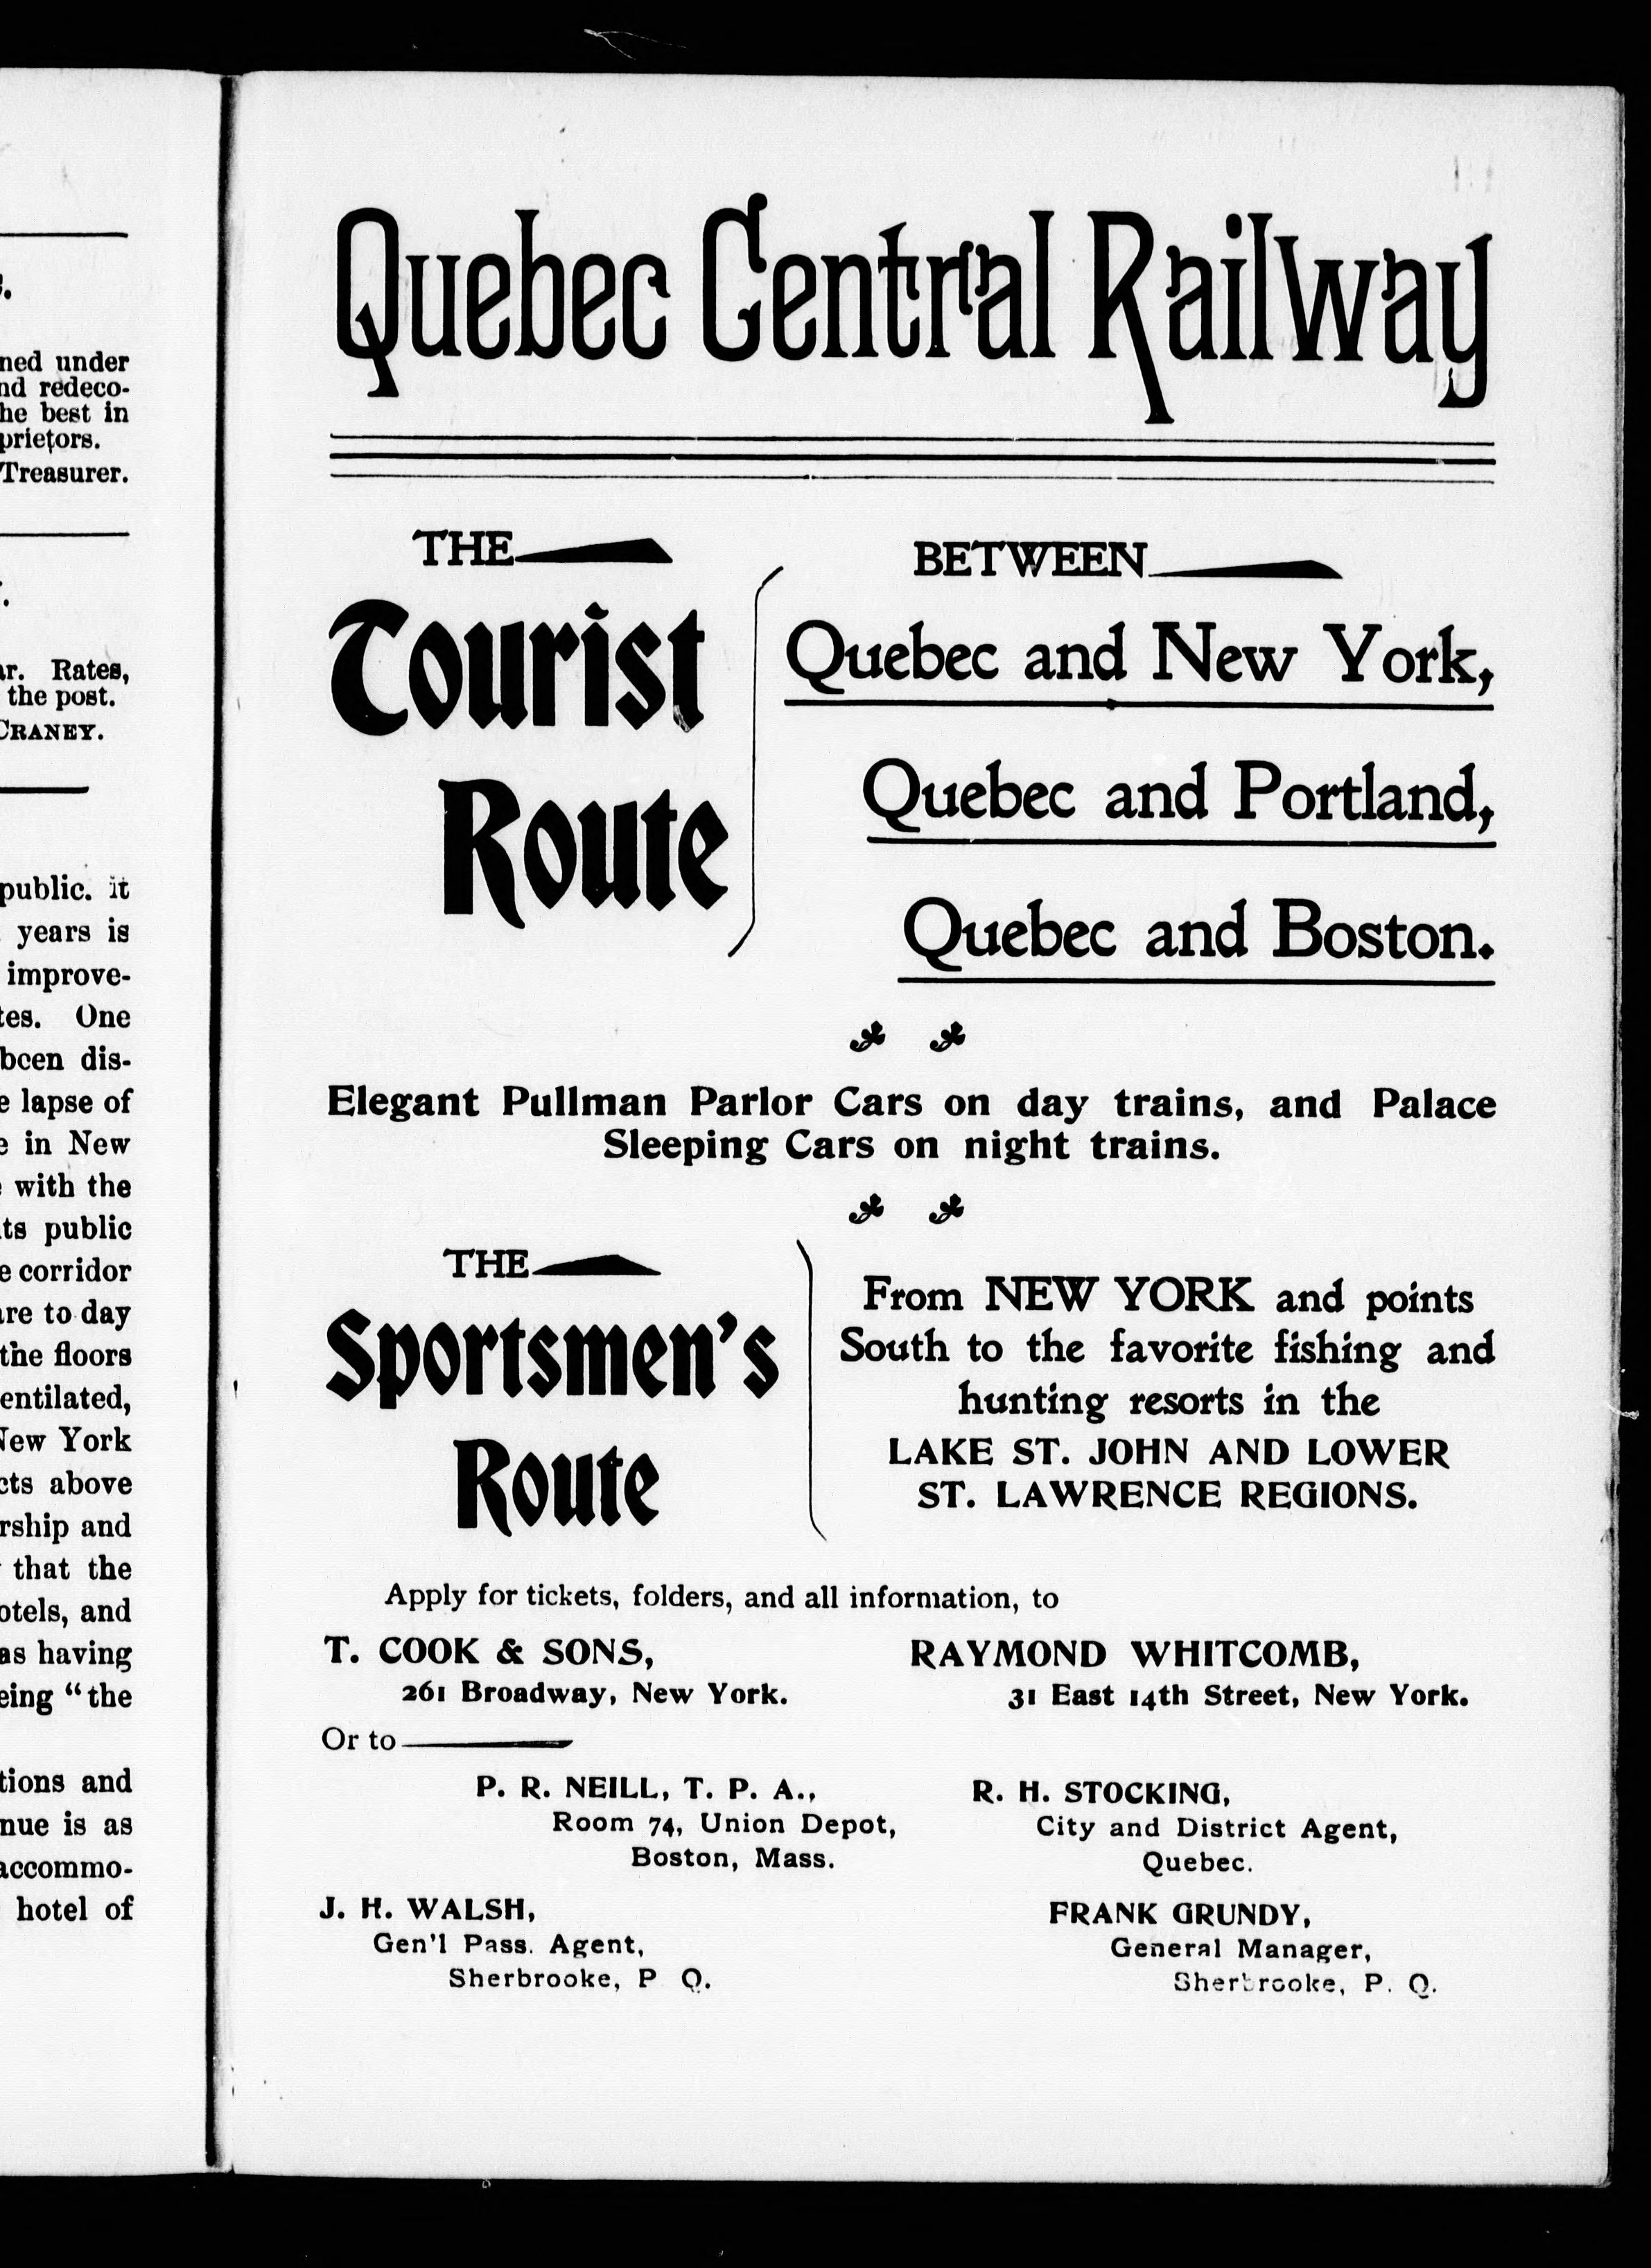 .
ned under
nd redeco-
he best in
prietors.
Treasurer.
r. Rates,
the post.
CRANEY.
public. it
years is
improve-
tes. One
been dis-
e lapse of
e in New
with the
ts public
e corridor
are to day
the floors
entilated,
New York
cts above
rship and
that the
otels, and
as having
eing "the
tions and
nue is as
accommo-
hotel of
Quebec Central Railway
THE
Tourist
Route
BETWEEN
Quebec and New York,
Quebec and Portland,
Quebec and Boston.
Elegant Pullman Parlor Cars on day trains, and Palace
Sleeping Cars on night trains.
THE
Sportsmen's
Route
From NEW YORK and points
South to the favorite fishing and
hunting resorts in the
LAKE ST. JOHN AND LOWER
ST. LAWRENCE REGIONS.
Apply for tickets, folders, and all information, to
T. COOK & SONS,
261 Broadway, New York.
RAYMOND WHITCOMB,
31 East 14th Street, New York.
Or to
P. R. NEILL, T. P. A.,
Room 74, Union Depot,
Boston, Mass.
R. H. STOCKING,
City and District Agent,
Quebec.
J. H. WALSH,
Gen'l Pass. Agent,
Sherbrooke, P Q.
FRANK GRUNDY,
General Manager,
Sherbrooke, P. Q.